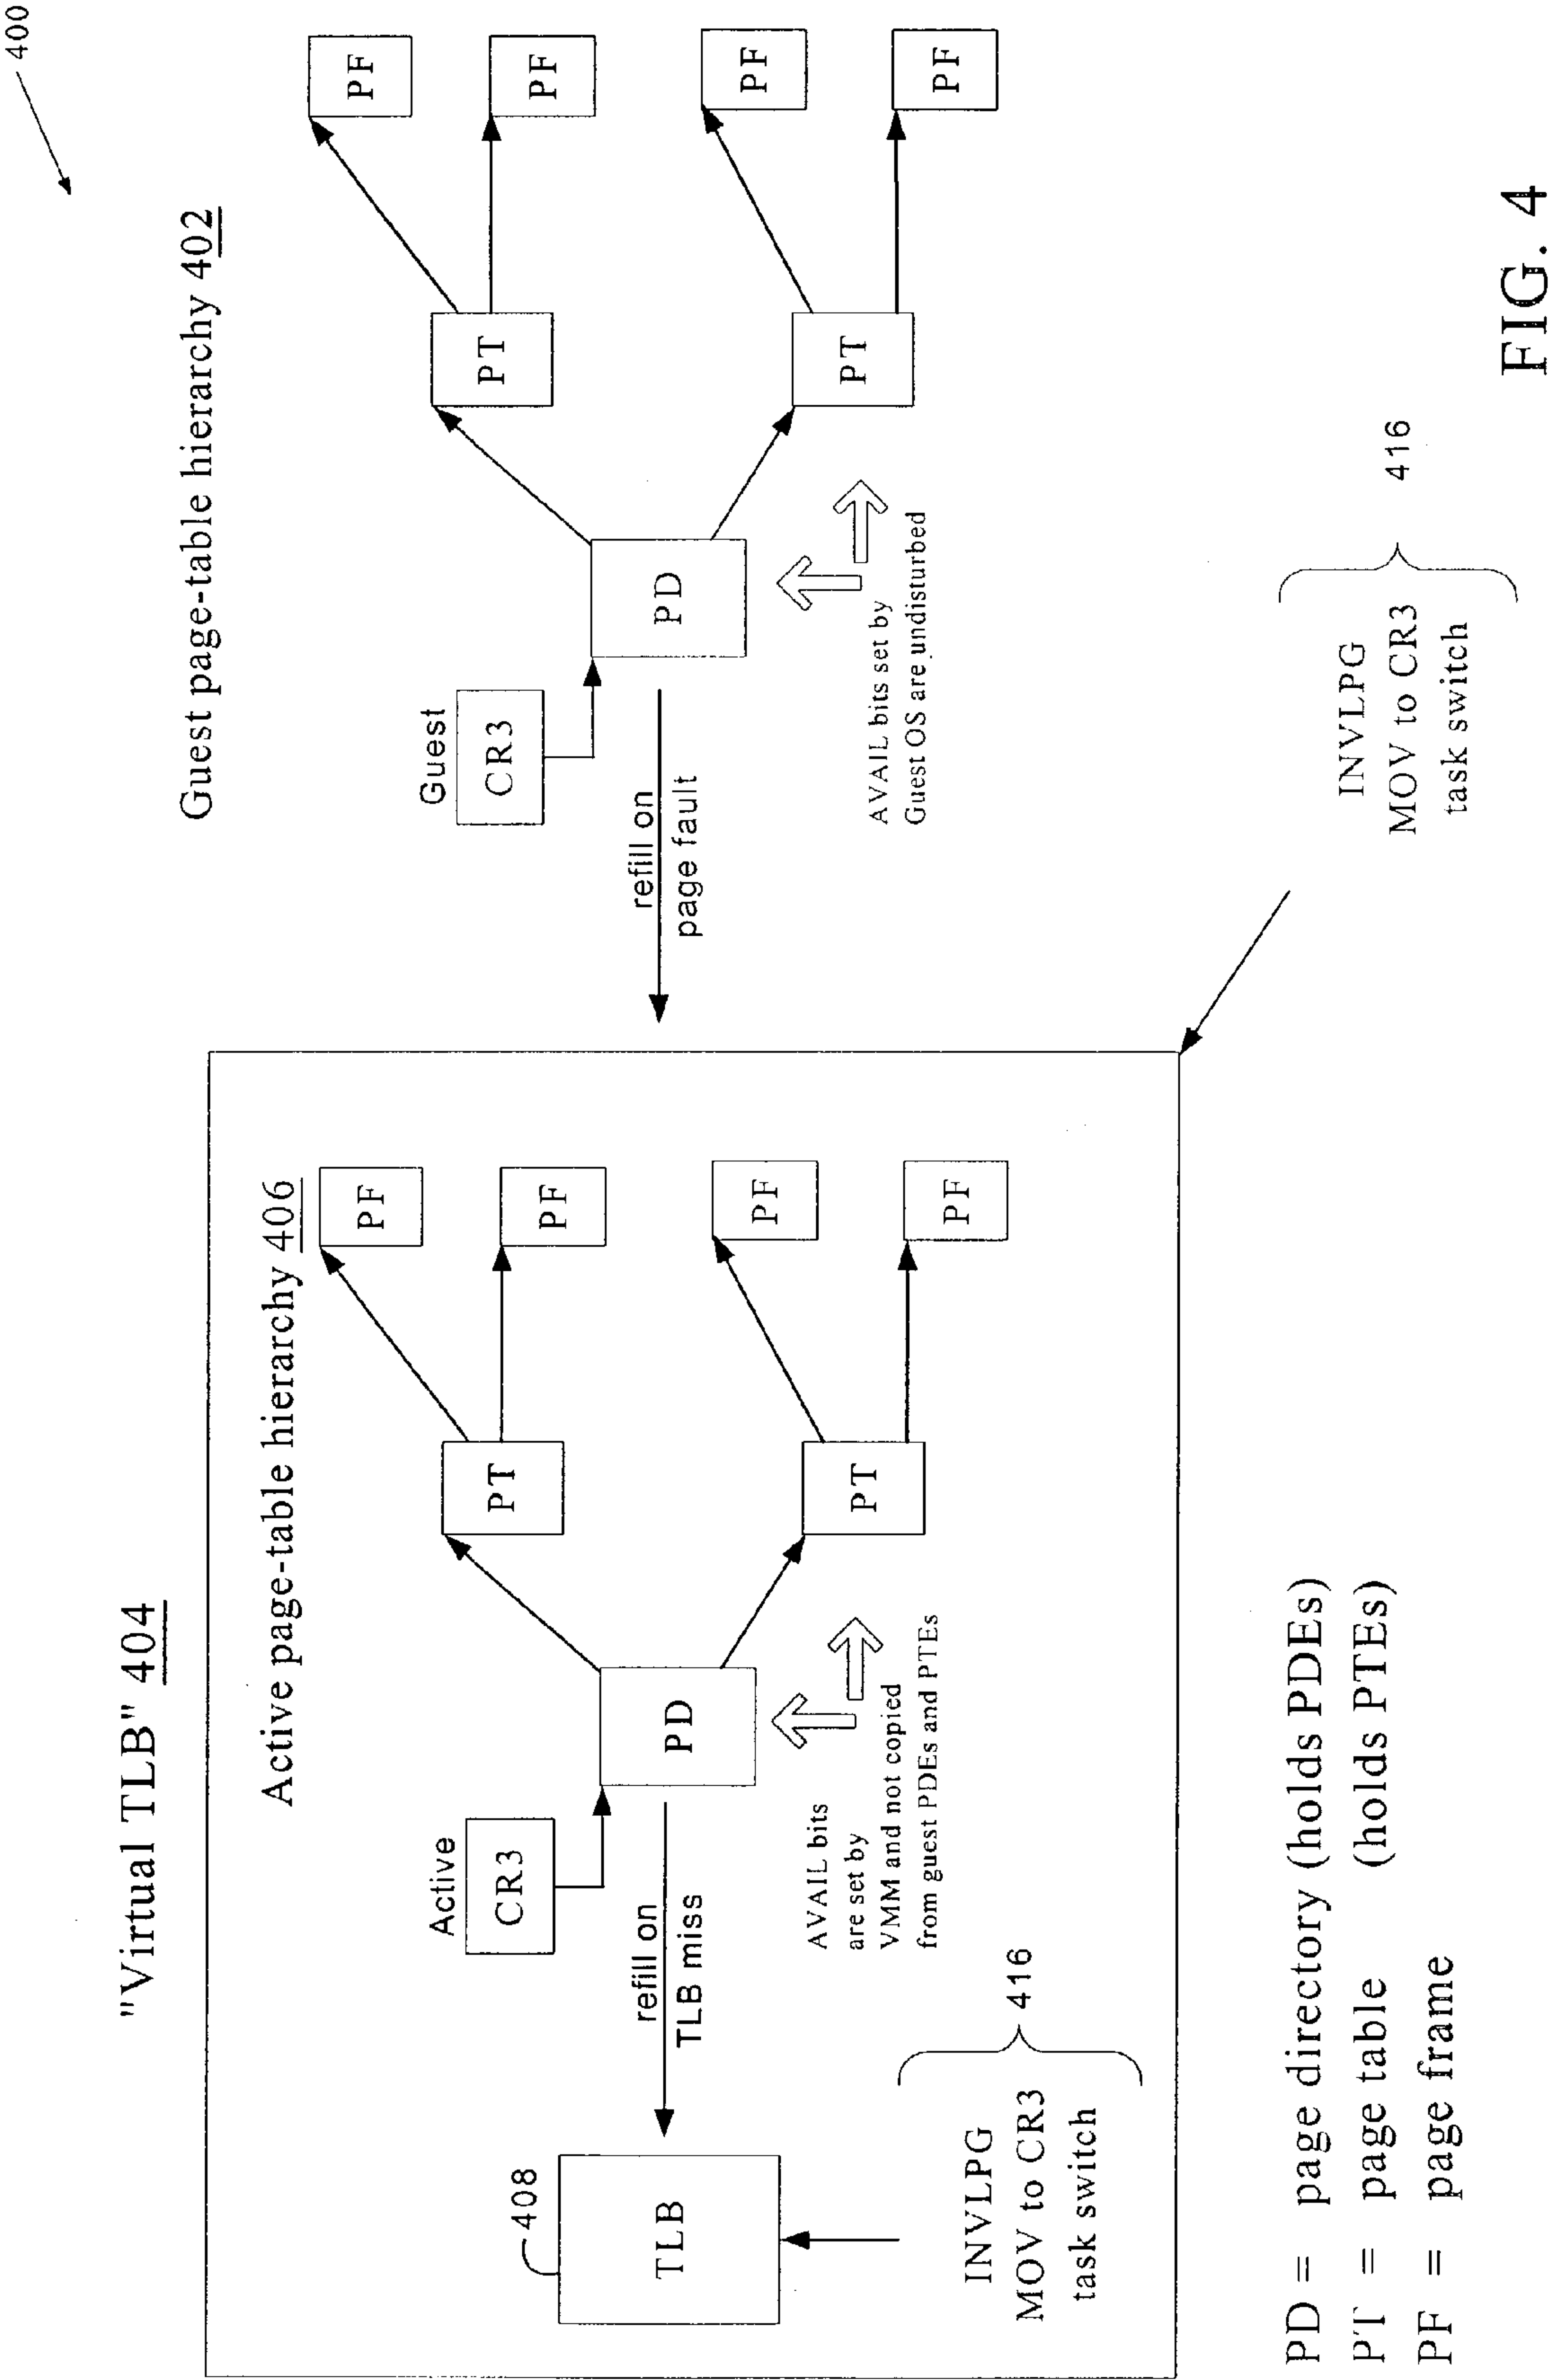 400
"Virtual TLB" 404
Guest page-table hierarchy 402
Active page-table hierarchy 406
PF
PF
PF
PF
PT
PT
PD
Active
CR3
refill on
TLB miss
408
TLB
AVAIL bits
are set by
VMM and not copied
from guest PDEs and PTEs
INVLPG
MOV to CR3
task switch
416
refill on
page fault
Guest
CR3
PD
PT
PT
PF
PF
PF
PF
AVAIL bits set by
Guest OS are undisturbed
INVLPG
MOV to CR3
task switch
416
PD = page directory (holds PDEs)
PT = page table (holds PTEs)
PF = page frame
FIG. 4